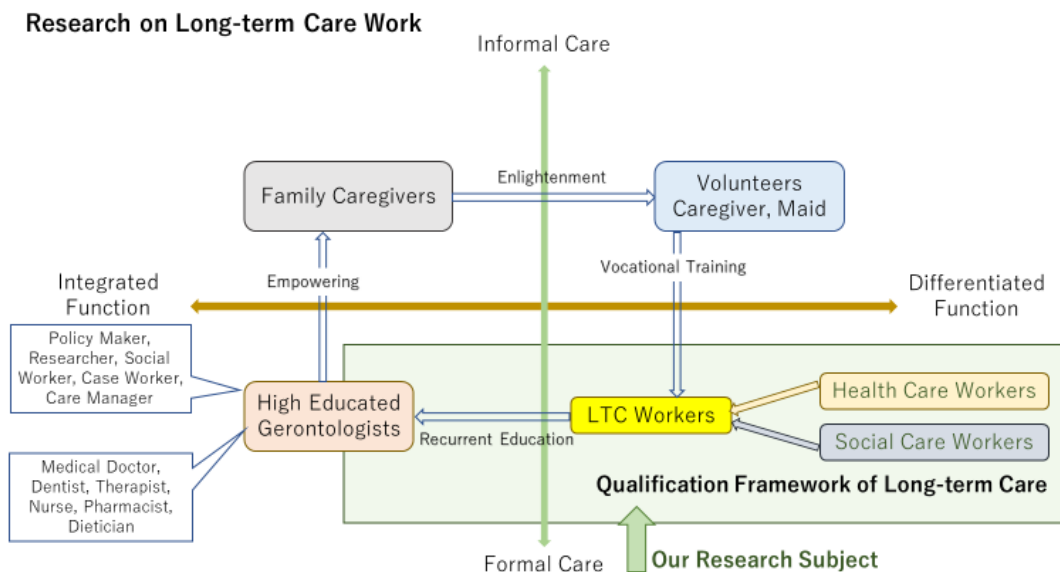 Research on Long-term Care Work
Informal Care
Family Caregivers
Enlightenment
Volunteers
Caregiver, Maid
Empowering
Vocational Training
Integrated
Function
Differentiated
Function
Policy Maker,
Researcher, Social
Worker, Case Worker,
Care Manager
High Educated
Gerontologists
Recurrent Education
LTC Workers
Health Care Workers
Social Care Workers
Medical Doctor,
Dentist, Therapist,
Nurse, Pharmacist,
Dietician
Qualification Framework of Long-term Care
Formal Care
Our Research Subject